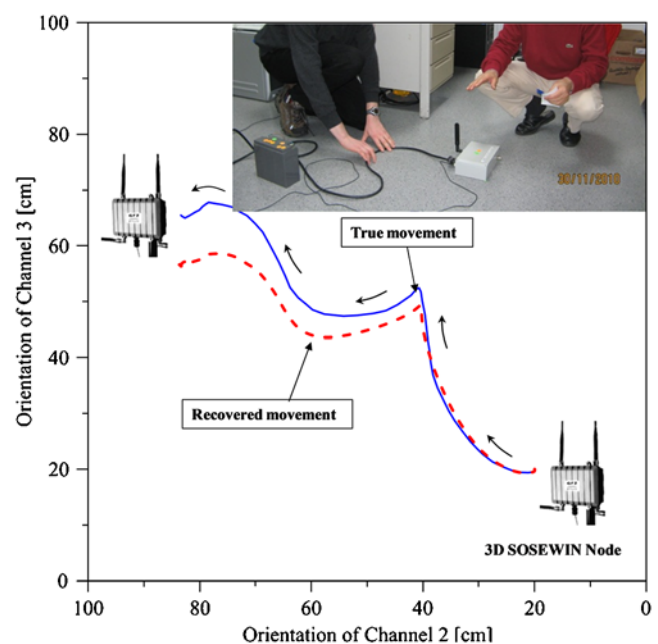 100
80
60
40
20
0
Orientation of Channel 3 [cm]
30/11/2010
True movement
Recovered movement
3D SOSEWIN Node
100
80
60
40
20
0
Orientation of Channel 2 [cm]